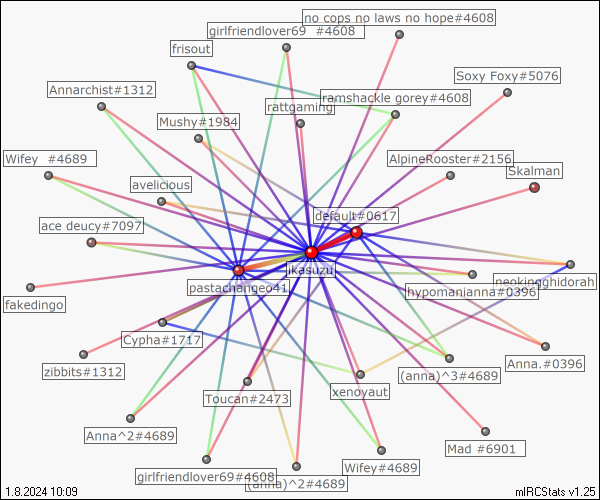 no cops no laws no hope#4608
girlfriendlover69 #4608
frisout
Soxy Foxy#5076
Annarchist#1312
ramshackle gorey#4608
rattgaming
Mushy#1984
Wifey #4689
AlpineRooster#2156
Skalman
avelicious
default#0617
ace deucy#7097
ikasuzu
pastachangeo41
neokingghidorah
hypomanianna#0396
fakedingo
Cypha#1717
Anna.#0396
zibbits#1312
(anna)^3#4689
xenoyaut
Toucan#2473
Anna^2#4689
Mad #6901
Wifey#4689
girlfriendlover69#4608
(anna)^2#4689
1.8.2024 10:09
mIRCStats v1.25